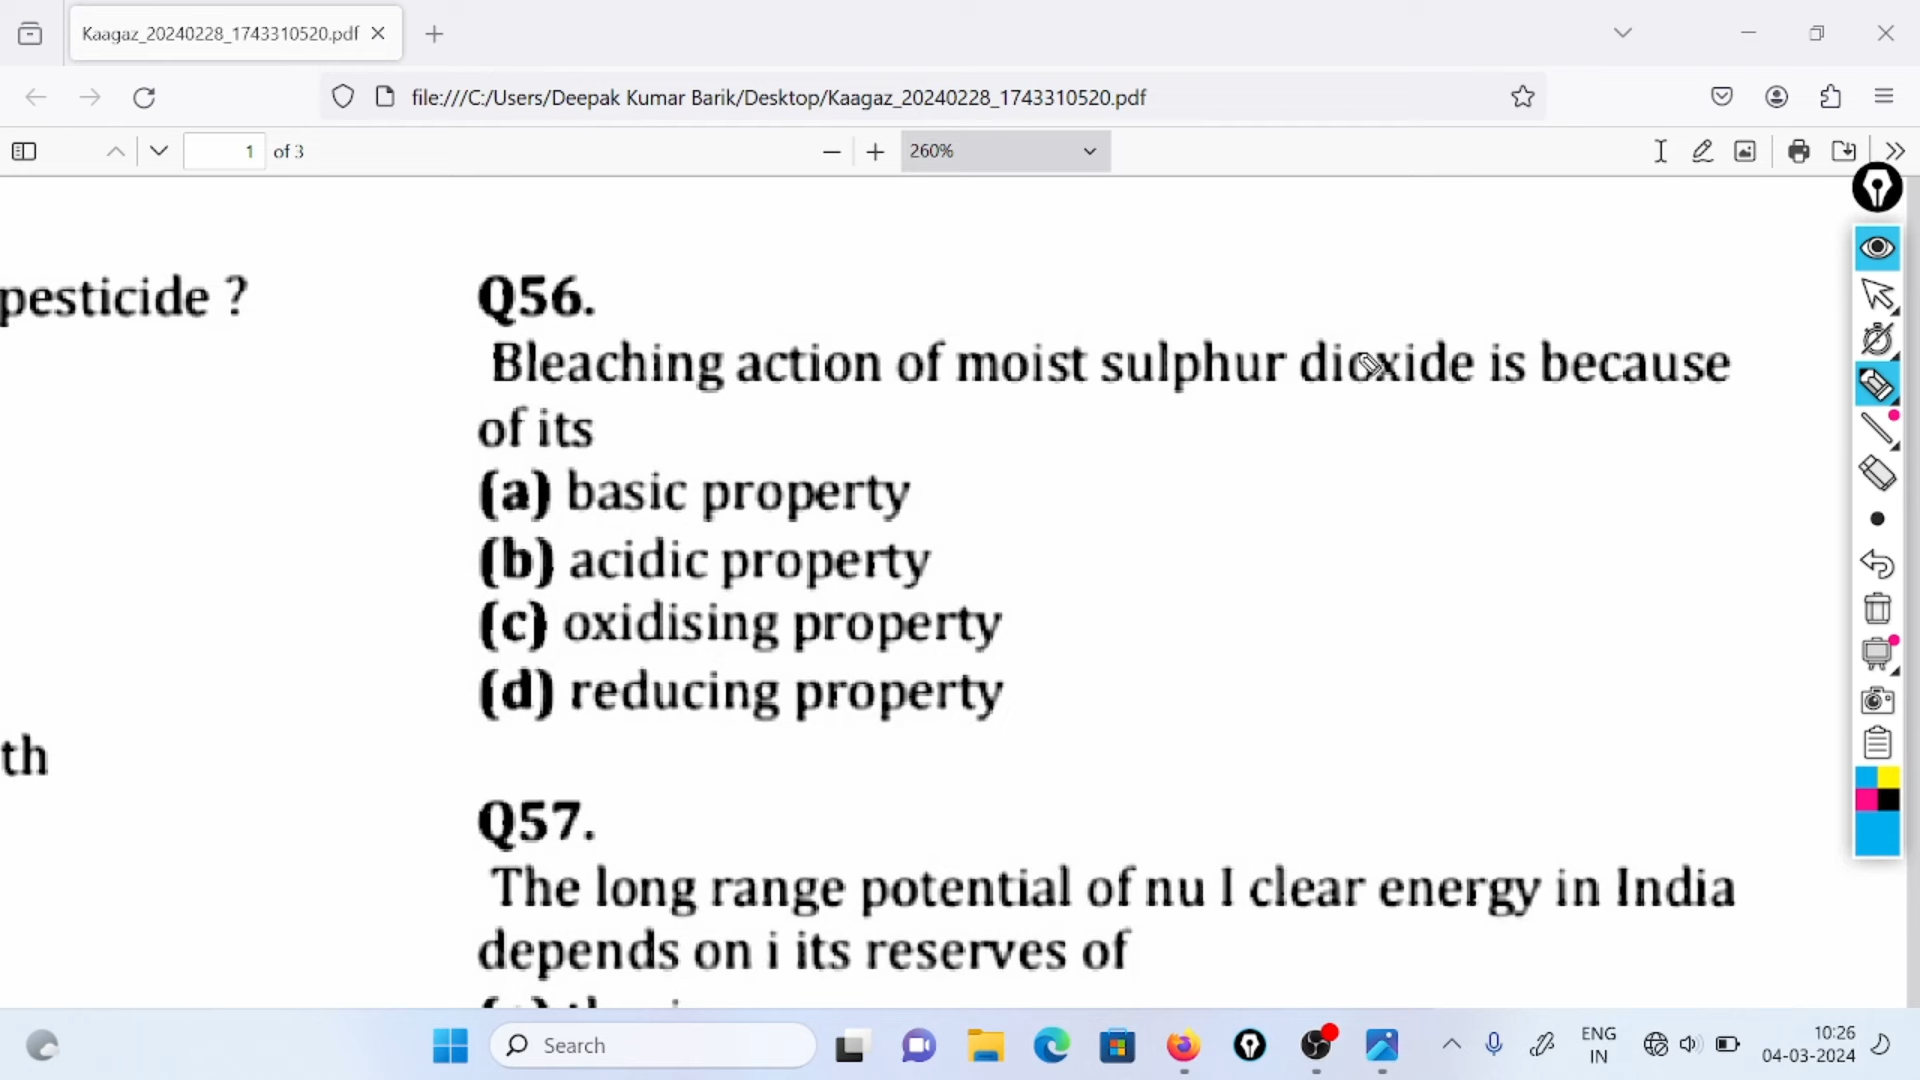 Kaagaz_20240228_1743310520.pdf
file:///C:/Users/Deepak Kumar Barik/Desktop/Kaagaz_20240228_1743310520.pdf
1 of 3
260%
pesticide ?
th
Q56.
Bleaching action of moist sulphur dioxide is because
of its
(a) basic property
(b) acidic property
(c) oxidising property
(d) reducing property
Q57.
The long range potential of nu I clear energy in India
depends on i its reserves of
Search
ENG
IN
10:26
04-03-2024